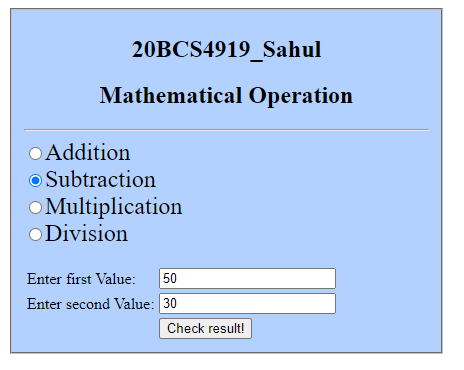 20BCS4919_Sahul
Mathematical Operation
Addition
Subtraction
Multiplication
Division
Enter first Value: 50
Enter second Value: 30
Check result!